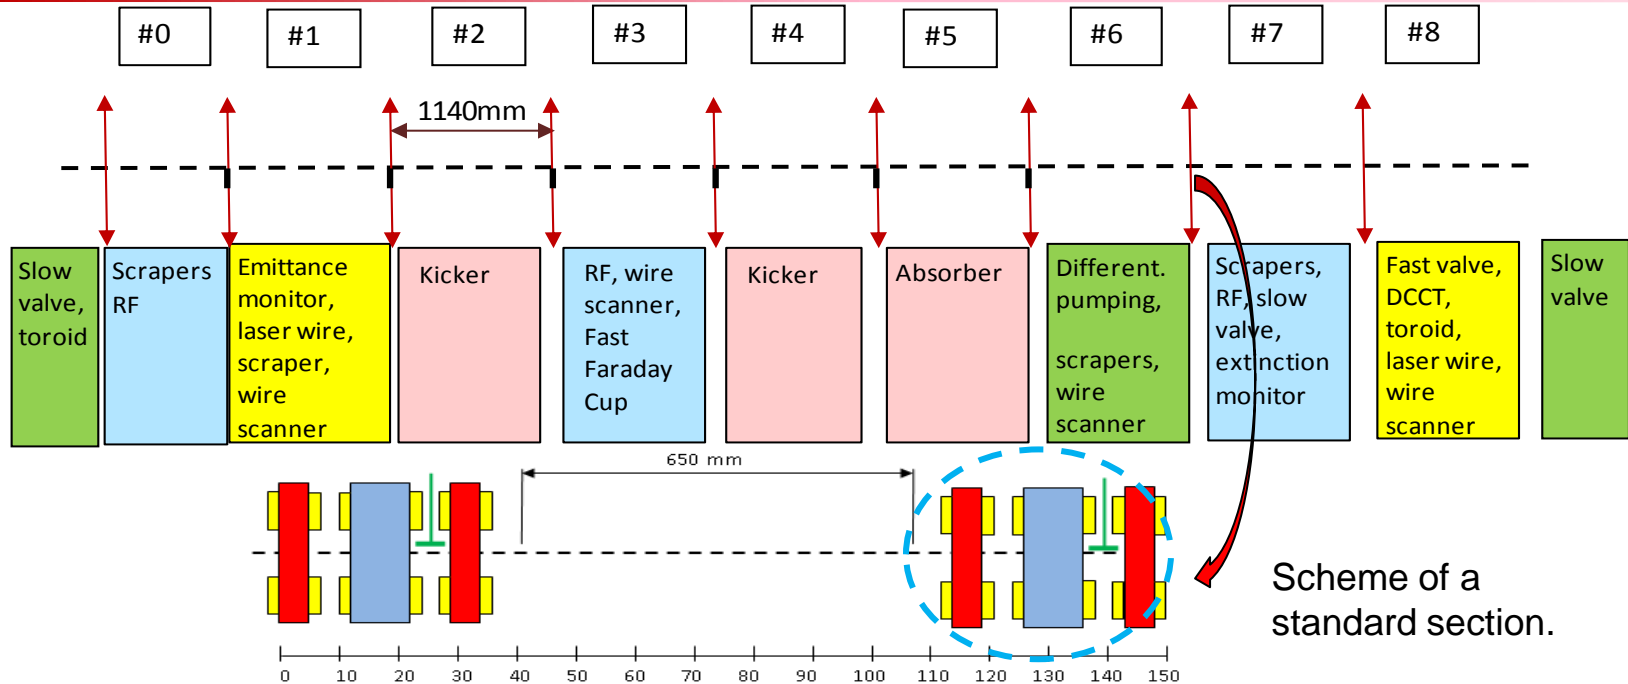 #0
#1
#2
#3
#4
#5
#6
#7
#8
1140mm
Slow
valve,
toroid
Scrapers
RF
Emittance
monitor,
laser wire,
scraper,
wire
scanner
Kicker
RF, wire
scanner,
Fast
Faraday
Cup
Kicker
Absorber
Different.
pumping,
scrapers,
wire
scanner
Scrapers,
RF, slow
valve,
extinction
monitor
Fast valve,
DCCT,
toroid,
laser wire,
wire
scanner
Slow
valve
650 mm
Scheme of a
standard section.
0 10 20 30 40 50 60 70 80 90 100 110 120 130 140 150